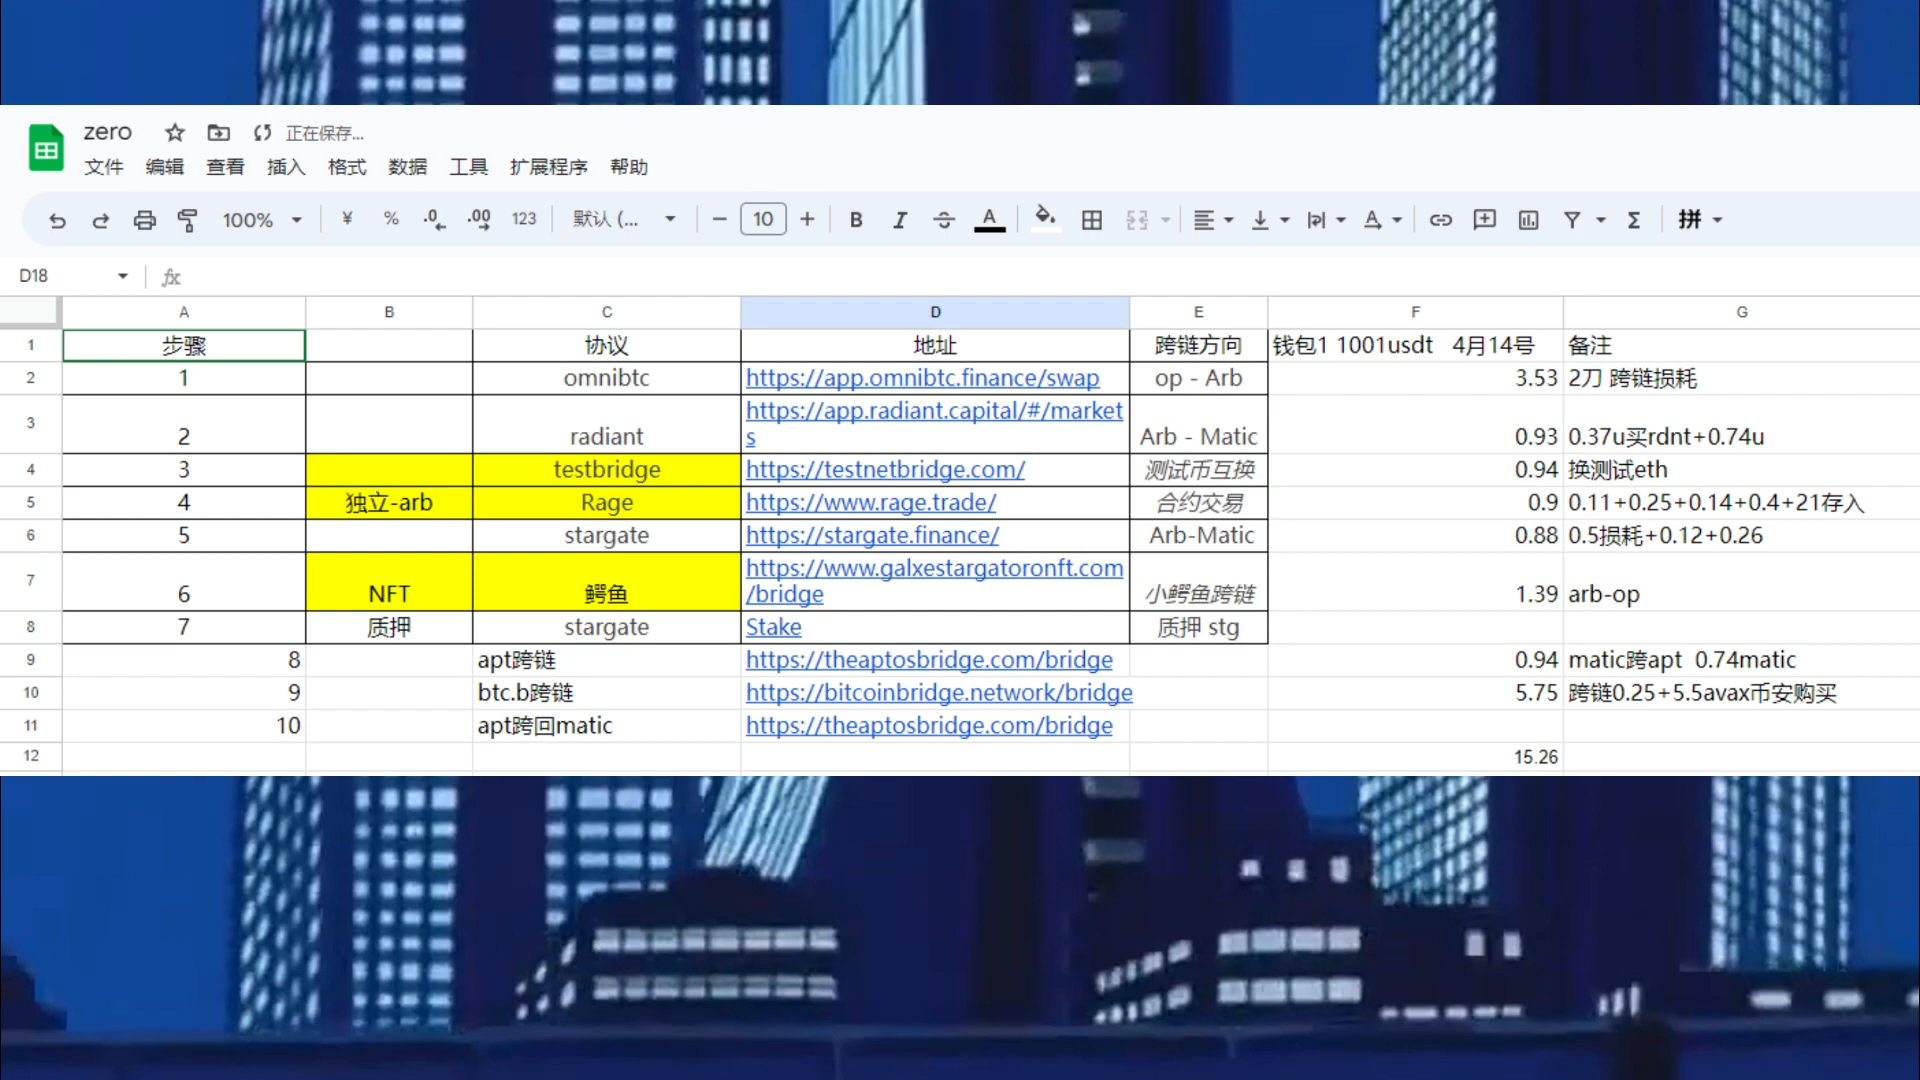 zero 正在保存...
文件 编辑 查看 插入 格式 数据 工具 扩展程序 帮助
100% ¥ % .0 .00 123 默认 (... 10 B I A A Σ 拼
D18 fx
A B C D E F G
1 步骤 协议 地址 跨链方向 钱包1 1001usdt 4月14号 备注
2 1 omnibtc https://app.omnibtc.finance/swap op - Arb 3.53 2刀 跨链损耗
3 2 radiant https://app.radiant.capital/#/market
s Arb - Matic 0.93 0.37u买rdnt+0.74u
4 3 testbridge https://testnetbridge.com/ 测试币互换 0.94 换测试eth
5 4 独立-arb Rage https://www.rage.trade/ 合约交易 0.9 0.11+0.25+0.14+0.4+21存入
6 5 stargate https://stargate.finance/ Arb-Matic 0.88 0.5损耗+0.12+0.26
7 6 NFT 鳄鱼 https://www.galxestargatoronft.com
/bridge 小鳄鱼跨链 1.39 arb-op
8 7 质押 stargate Stake 质押 stg
9 8 apt跨链 https://theaptosbridge.com/bridge 0.94 matic跨apt 0.74matic
10 9 btc.b跨链 https://bitcoinbridge.network/bridge 5.75 跨链0.25+5.5avax币安购买
11 10 apt跨回matic https://theaptosbridge.com/bridge
12 15.26